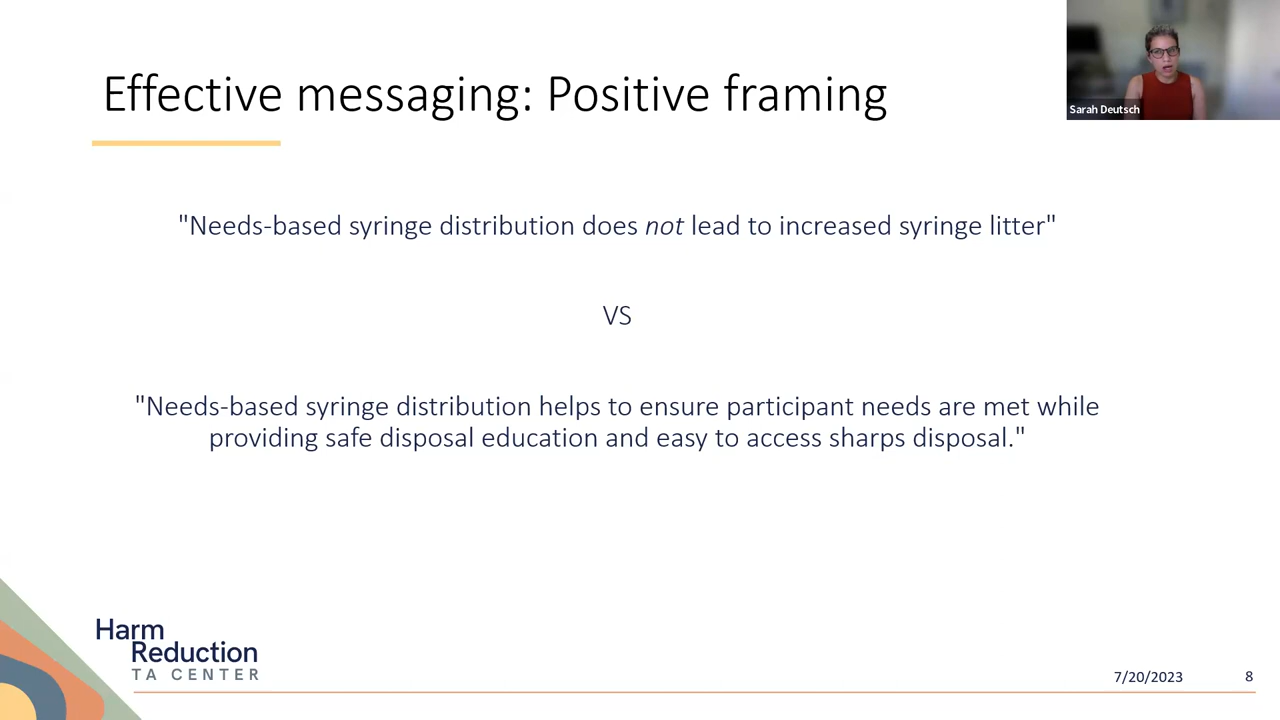 Effective messaging: Positive framing
Sarah Deutsch
"Needs-based syringe distribution does not lead to increased syringe litter"
VS
"Needs-based syringe distribution helps to ensure participant needs are met while
providing safe disposal education and easy to access sharps disposal."
Harm
Reduction
TA CENTER
7/20/2023
8